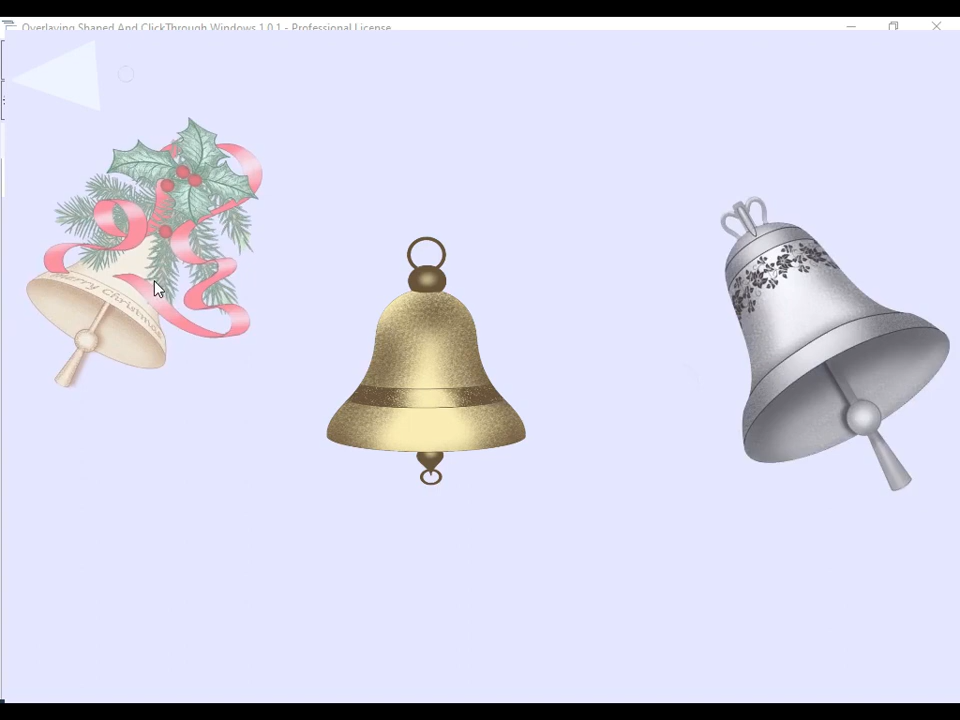 Overlaying Shaped And ClickThrough Windows 1.0.1 - Professional License
Merry Christmas